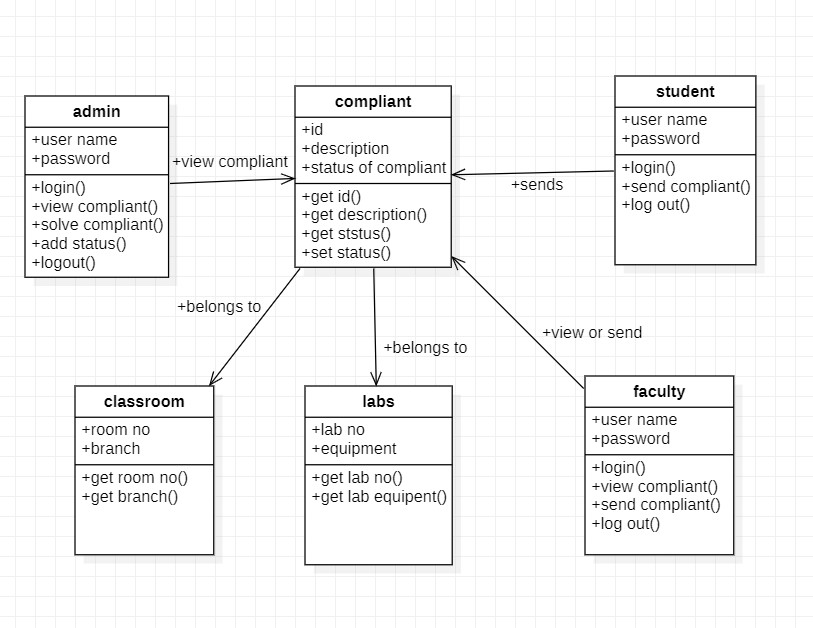 admin
+user name
+password
+login()
+view compliant()
+solve compliant()
+add status()
+logout()
+view compliant
compliant
+id
+description
+status of compliant
+get id()
+get description()
+get ststus()
+set status()
+sends
student
+user name
+password
+login()
+send compliant()
+log out()
+belongs to
+belongs to
+view or send
classroom
+room no
+branch
+get room no()
+get branch()
labs
+lab no
+equipment
+get lab no()
+get lab equipent()
faculty
+user name
+password
+login()
+view compliant()
+send compliant()
+log out()